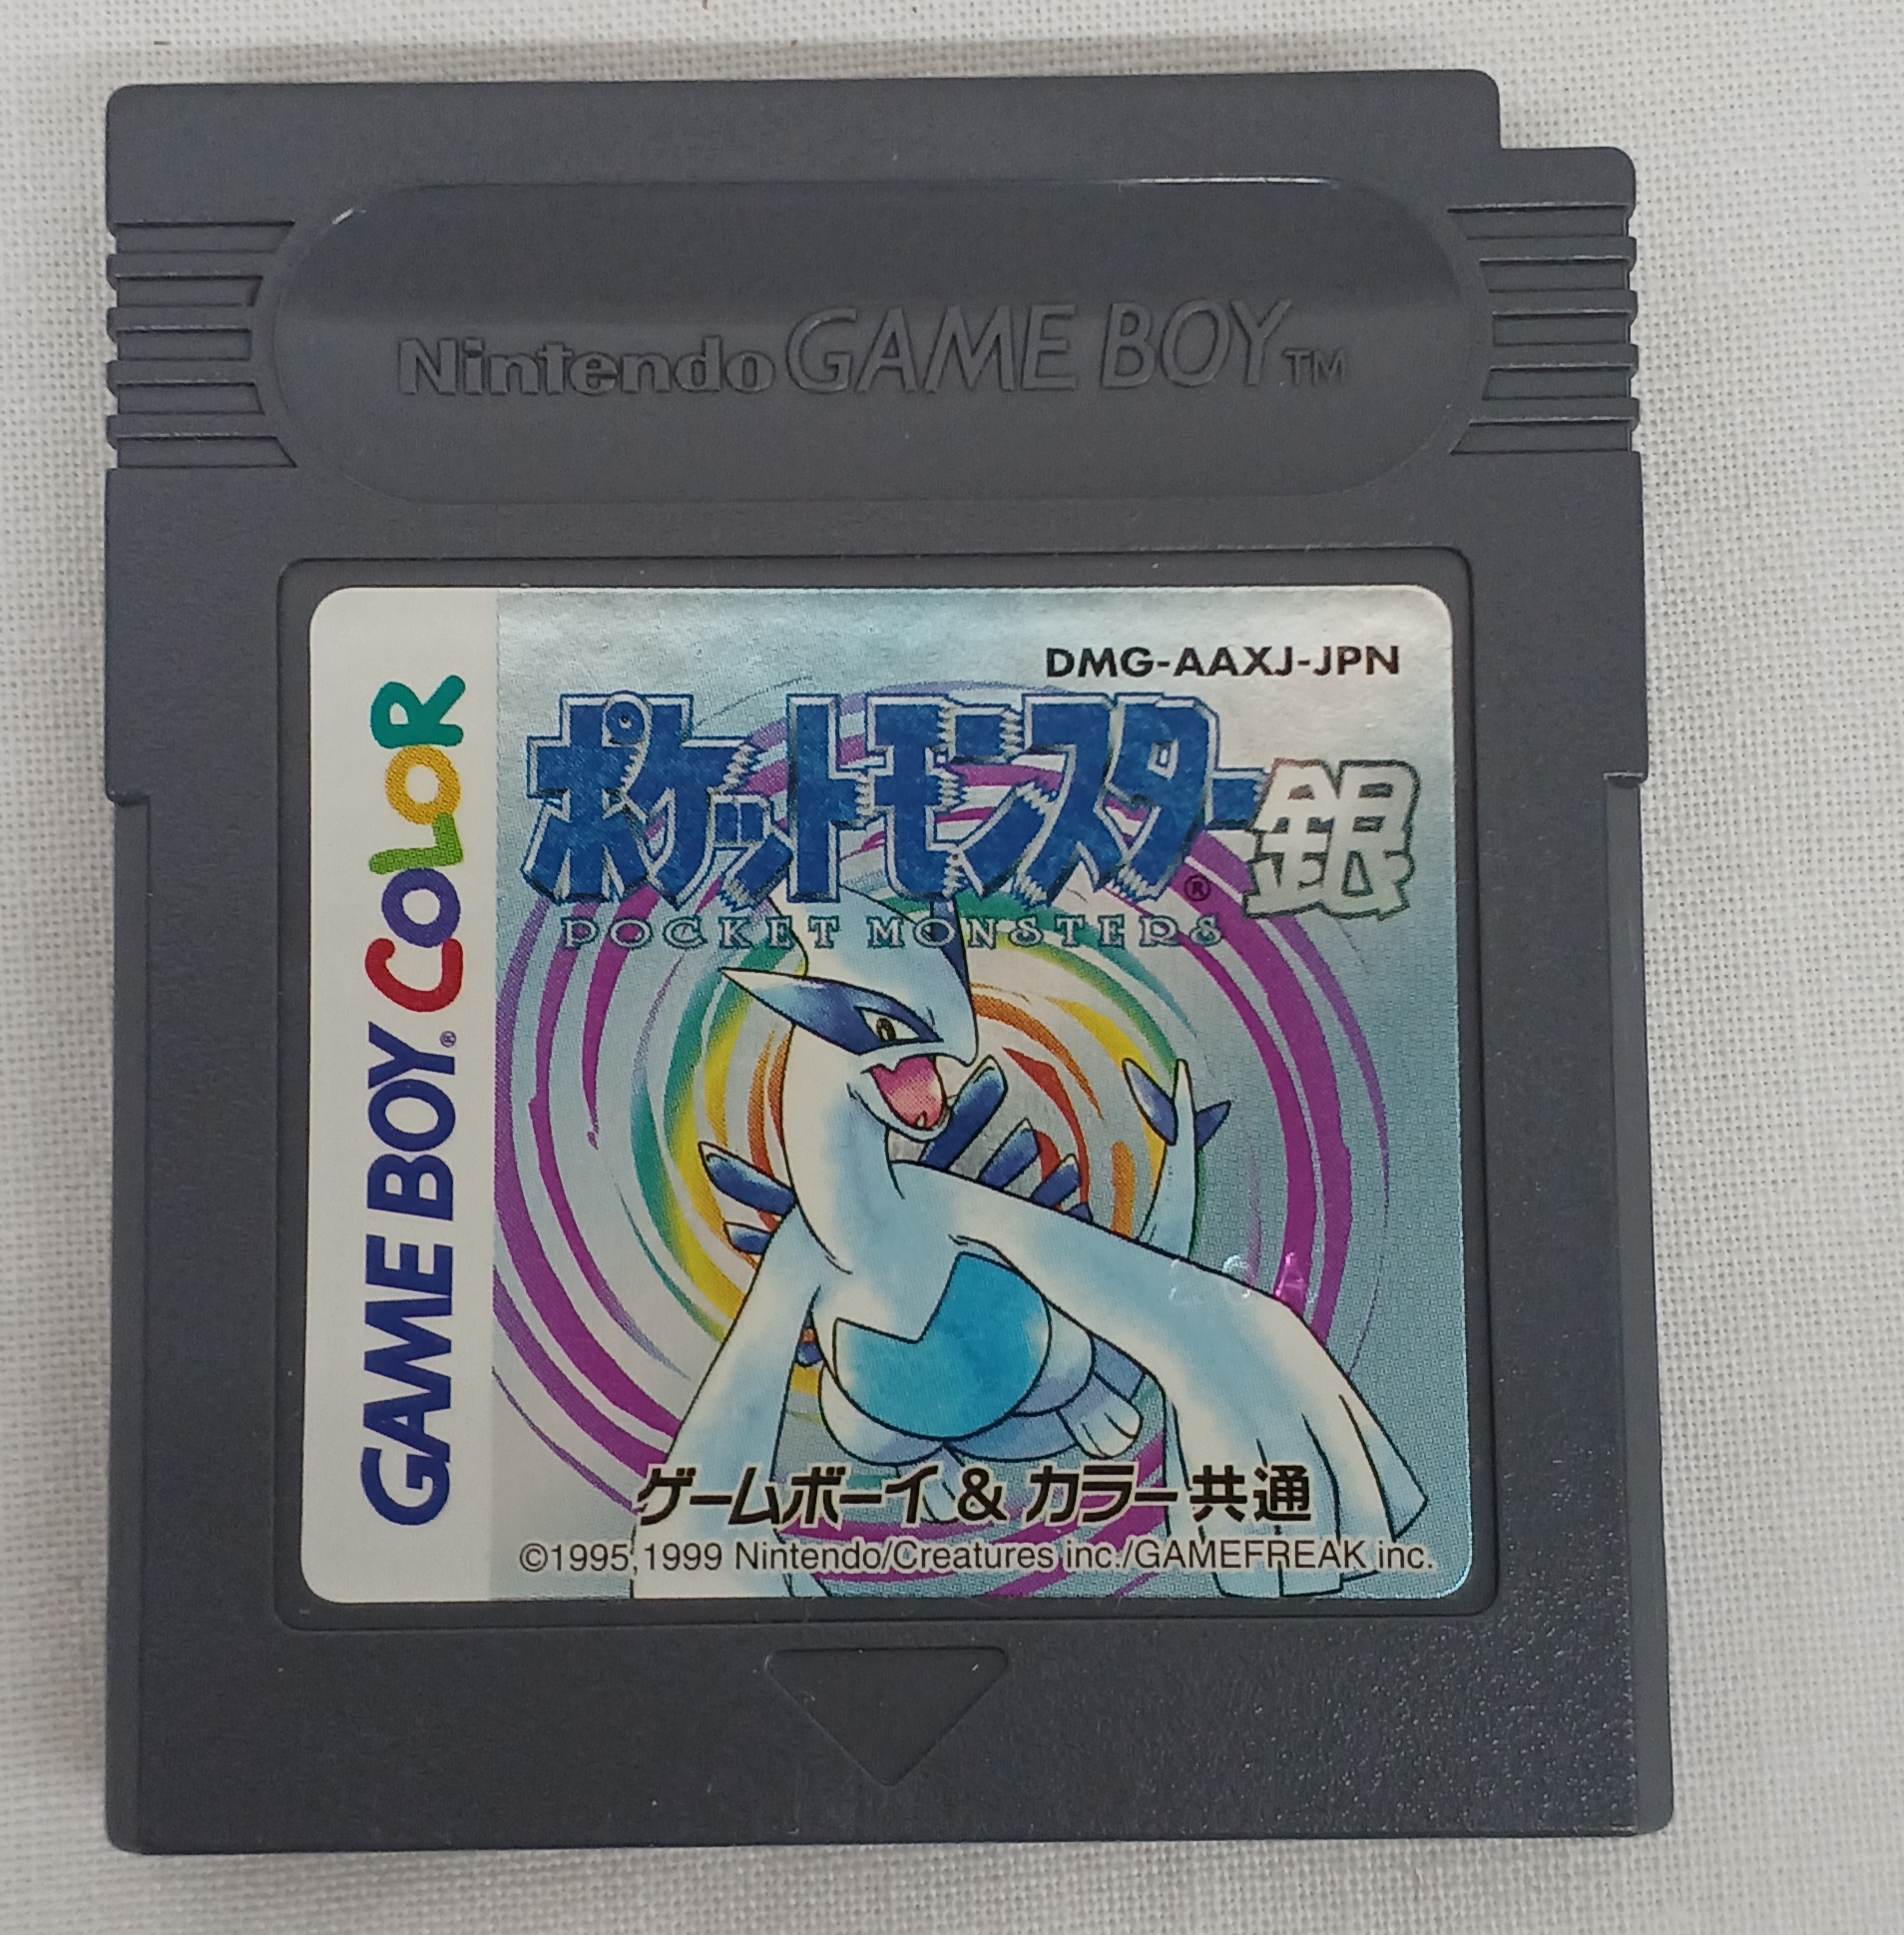 Nintendo GAME BOY TM
GAME BOY® COLOR
DMG-AAXJ-JPN
ポケットモンスター® 銀
POCKET MONSTERS
ゲームボーイ & カラー 共通
©1995,1999 Nintendo/Creatures inc./GAMEFREAK inc.